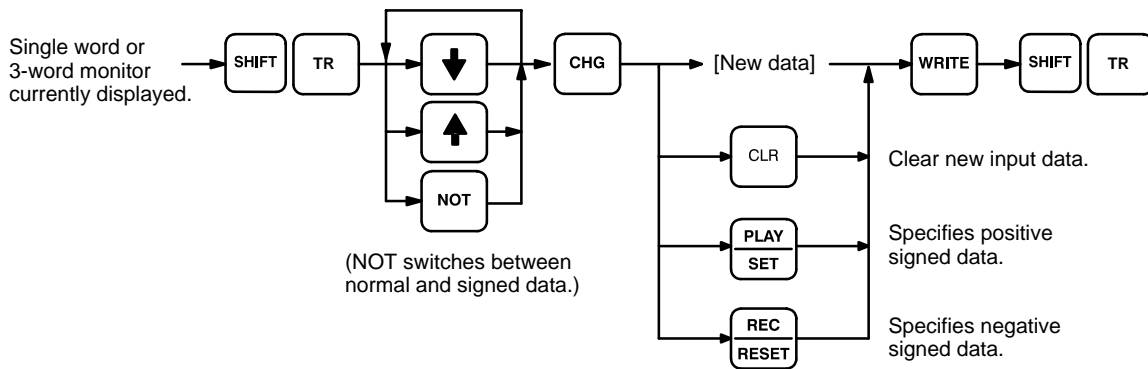 Single word or
3-word monitor
currently displayed.
SHIFT
TR
NOT
(NOT switches between
normal and signed data.)
CHG
[New data]
CLR
PLAY
SET
REC
RESET
WRITE
SHIFT
TR
Clear new input data.
Specifies positive
signed data.
Specifies negative
signed data.